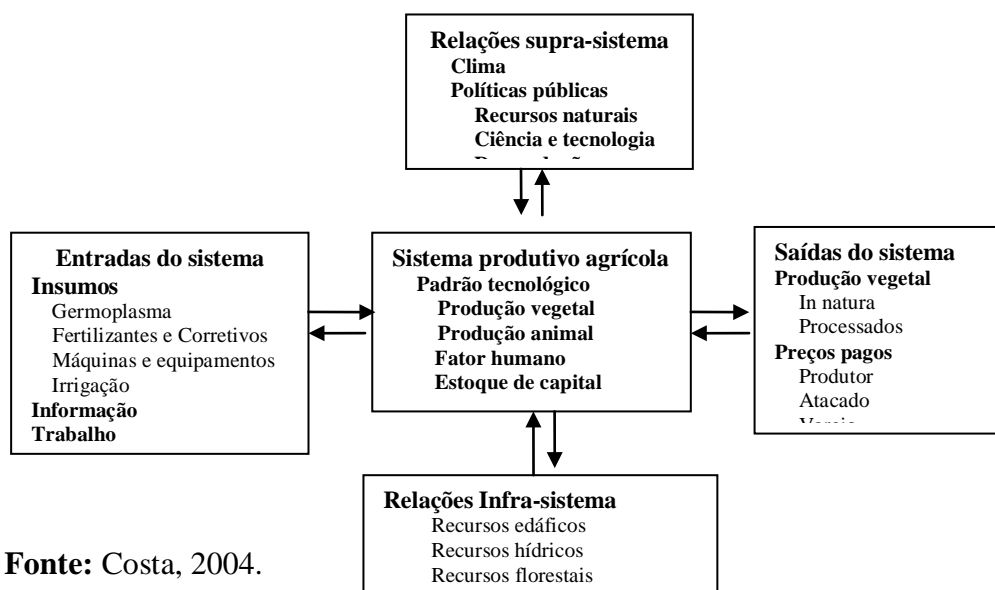 Relações supra-sistema
Clima
Políticas públicas
Recursos naturais
Ciência e tecnologia
Entradas do sistema
Insumos
Germoplasma
Fertilizantes e Corretivos
Máquinas e equipamentos
Irrigação
Informação
Trabalho
Sistema produtivo agrícola
Padrão tecnológico
Produção vegetal
Produção animal
Fator humano
Estoque de capital
Saídas do sistema
Produção vegetal
In natura
Processados
Preços pagos
Produtor
Atacado
Relações Infra-sistema
Recursos edáficos
Recursos hídricos
Recursos florestais
Fonte: Costa, 2004.